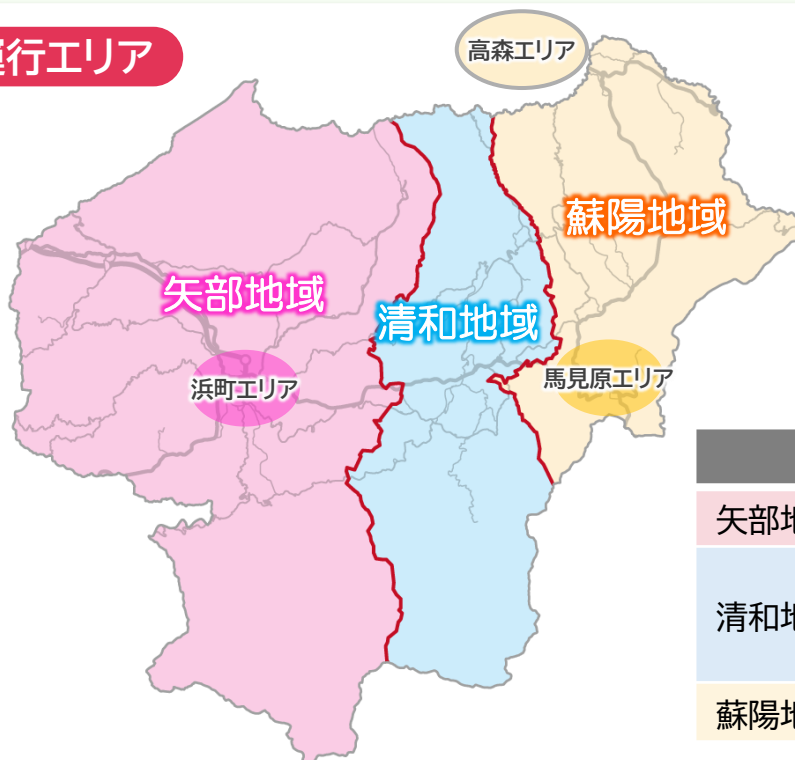 行エリア
高森エリア
蘇陽地域
矢部地域
清和地域
馬見原エリア
浜町エリア
矢部地
清和地
蘇陽地